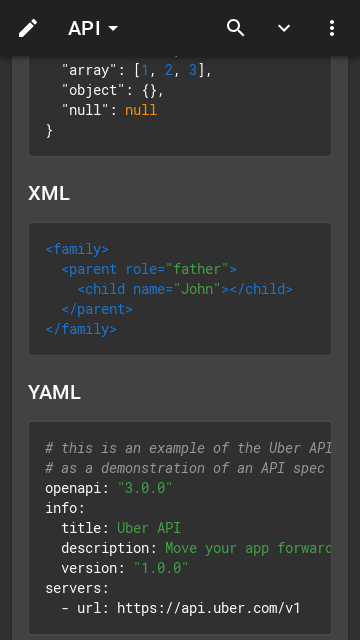 API
"array": [1, 2, 3],
"object": {},
"null": null
}
XML
<family>
<parent role="father">
<child name="John"></child>
</parent>
</family>
YAML
# this is an example of the Uber API
# as a demonstration of an API spec
openapi: "3.0.0"
info:
title: Uber API
description: Move your app forward
version: "1.0.0"
servers:
- url: https://api.uber.com/v1